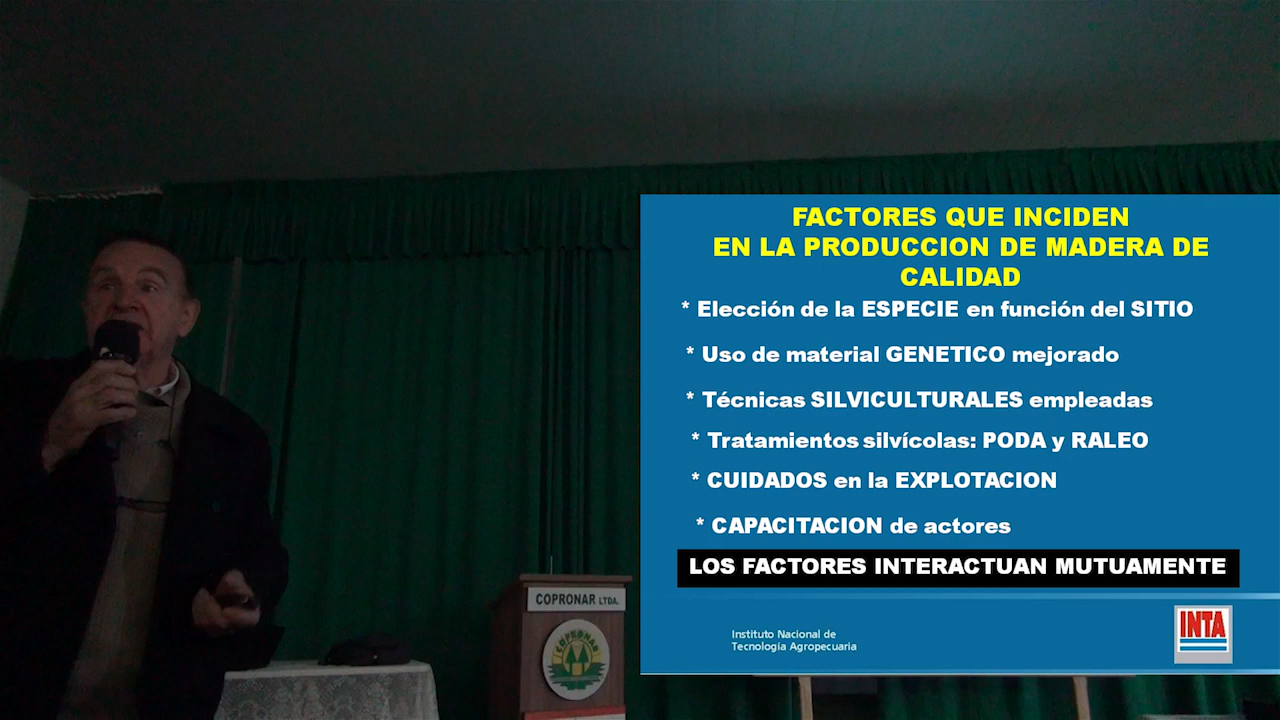 FACTORES QUE INCIDEN
EN LA PRODUCCION DE MADERA DE
CALIDAD
* Elección de la ESPECIE en función del SITIO
* Uso de material GENETICO mejorado
* Técnicas SILVICULTURALES empleadas
* Tratamientos silvícolas: PODA y RALEO
* CUIDADOS en la EXPLOTACION
* CAPACITACION de actores
LOS FACTORES INTERACTUAN MUTUAMENTE
Instituto Nacional de
Tecnología Agropecuaria
INTA
COPRONAR LTDA.
COPRONAR